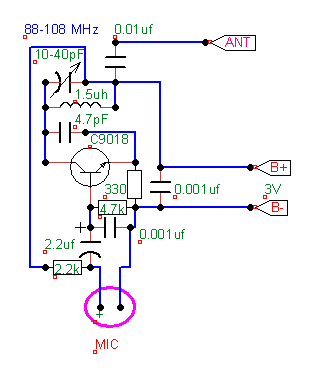 88-108 MHz
0.01uf
ANT
10-40pF
1.5uh
4.7pF
C9018
B+
330
0.001uf
3V
4.7k
B-
+
0.001uf
2.2uf
2.2k
+
MIC